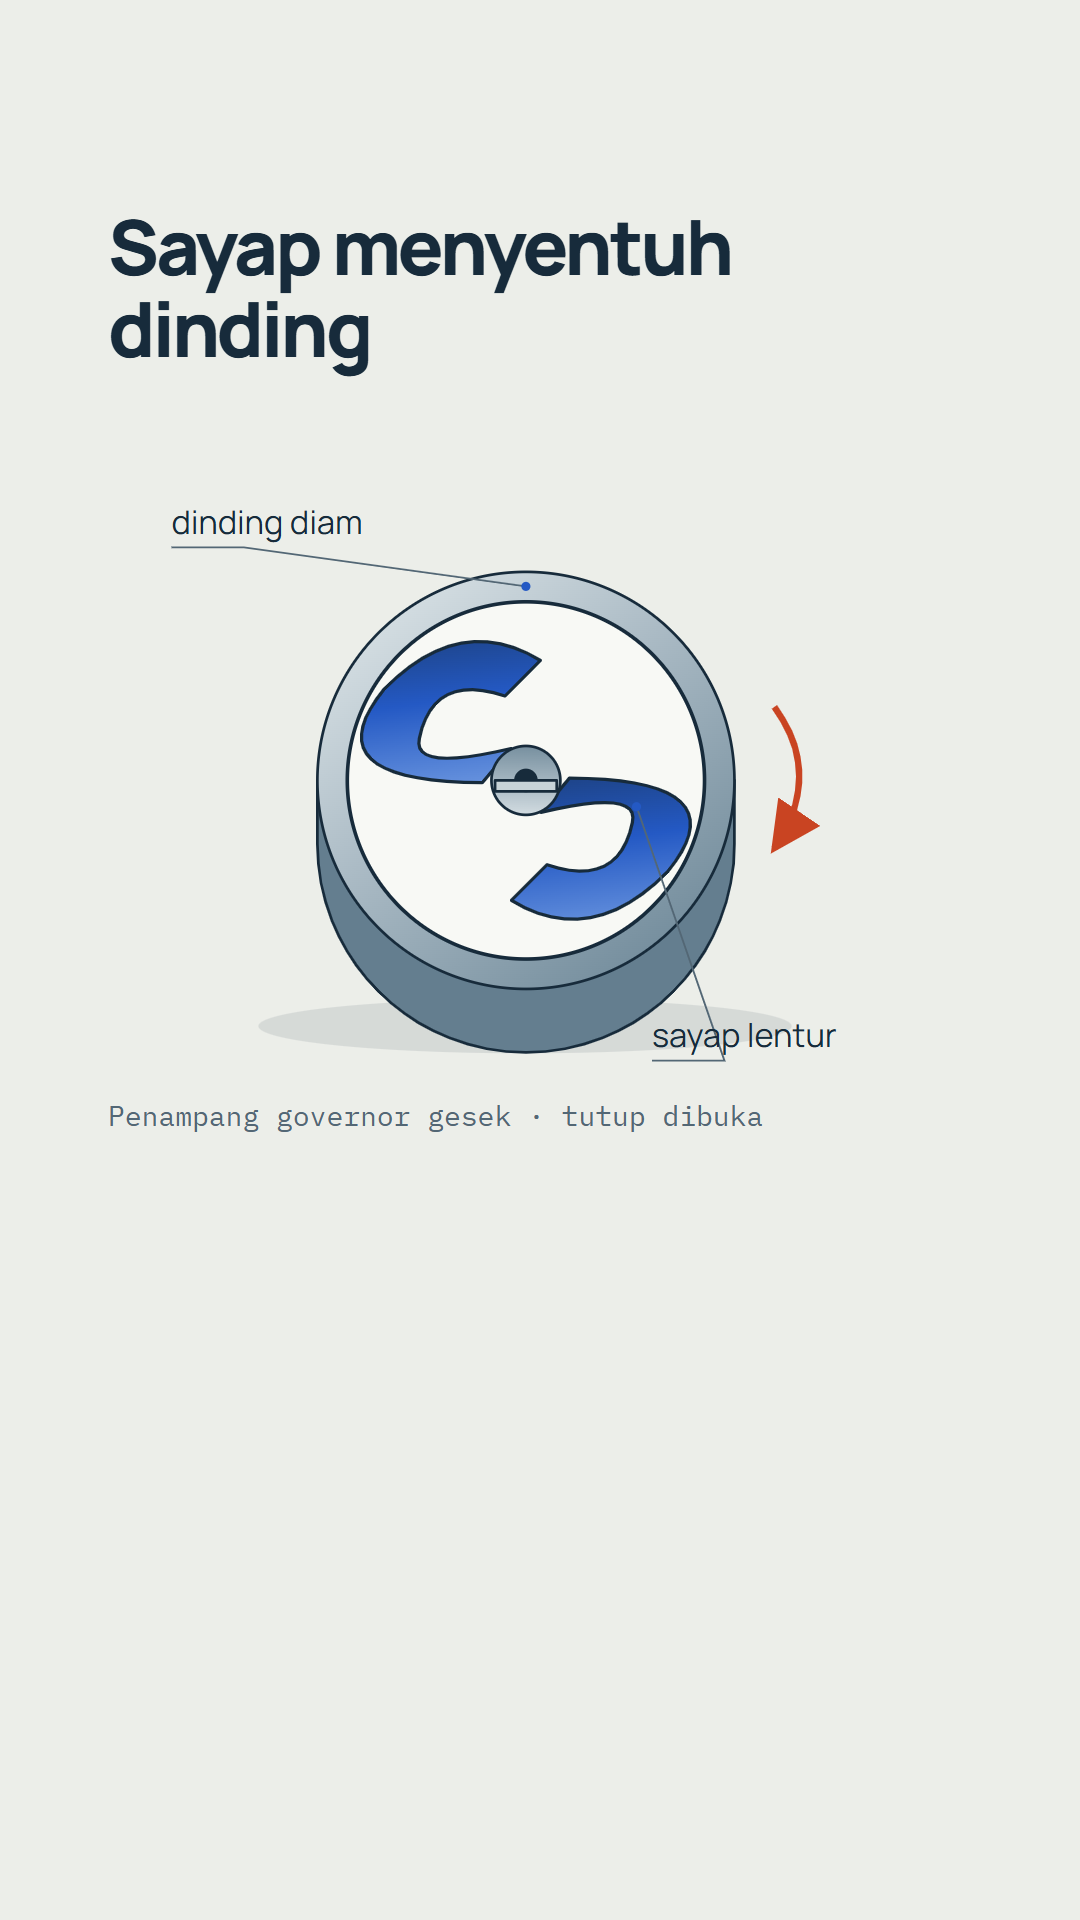 Sayap menyentuh
dinding
dinding diam
sayap lentur
Penampang governor gesek · tutup dibuka